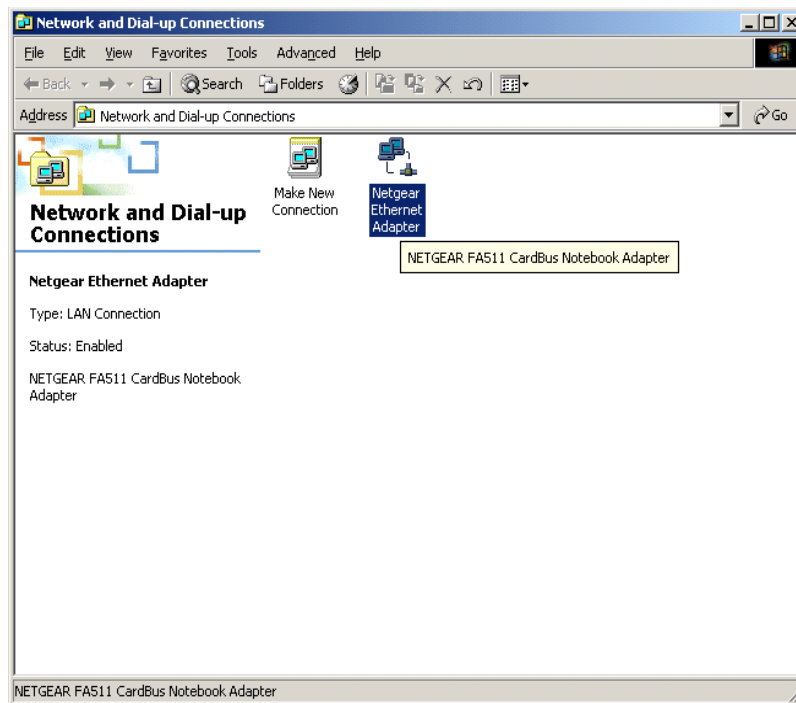 Network and Dial-up Connections
File Edit View Favorites Tools Advanced Help
Back Search Folders
Address Network and Dial-up Connections Go
Make New
Connection
Netgear
Ethernet
Adapter
NETGEAR FA511 CardBus Notebook Adapter
Network and Dial-up
Connections
Netgear Ethernet Adapter
Type: LAN Connection
Status: Enabled
NETGEAR FA511 CardBus Notebook
Adapter
NETGEAR FA511 CardBus Notebook Adapter